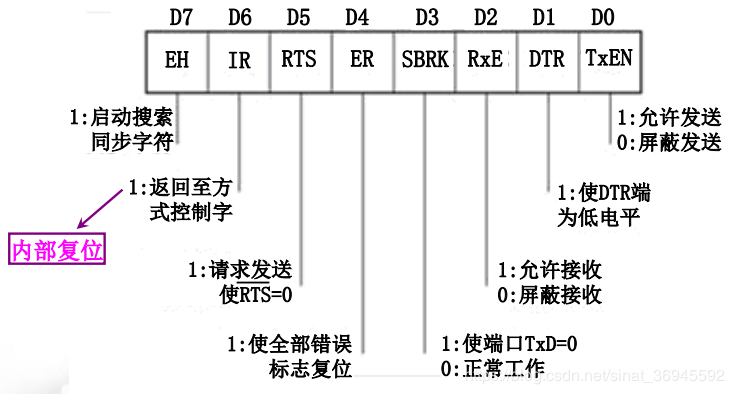 D7 D6 D5 D4 D3 D2 D1 D0
EH IR RTS ER SBRK RxE DTR TxEN
1:启动搜索
同步字符
1:允许发送
0:屏蔽发送
1:返回至方
式控制字
1:使DTR端
为低电平
内部复位
1:请求发送
使RTS=0
1:允许接收
0:屏蔽接收
1:使全部错误
标志复位
1:使端口TxD=0
0:正常工作
https://blog.csdn.net/sinat_36945592